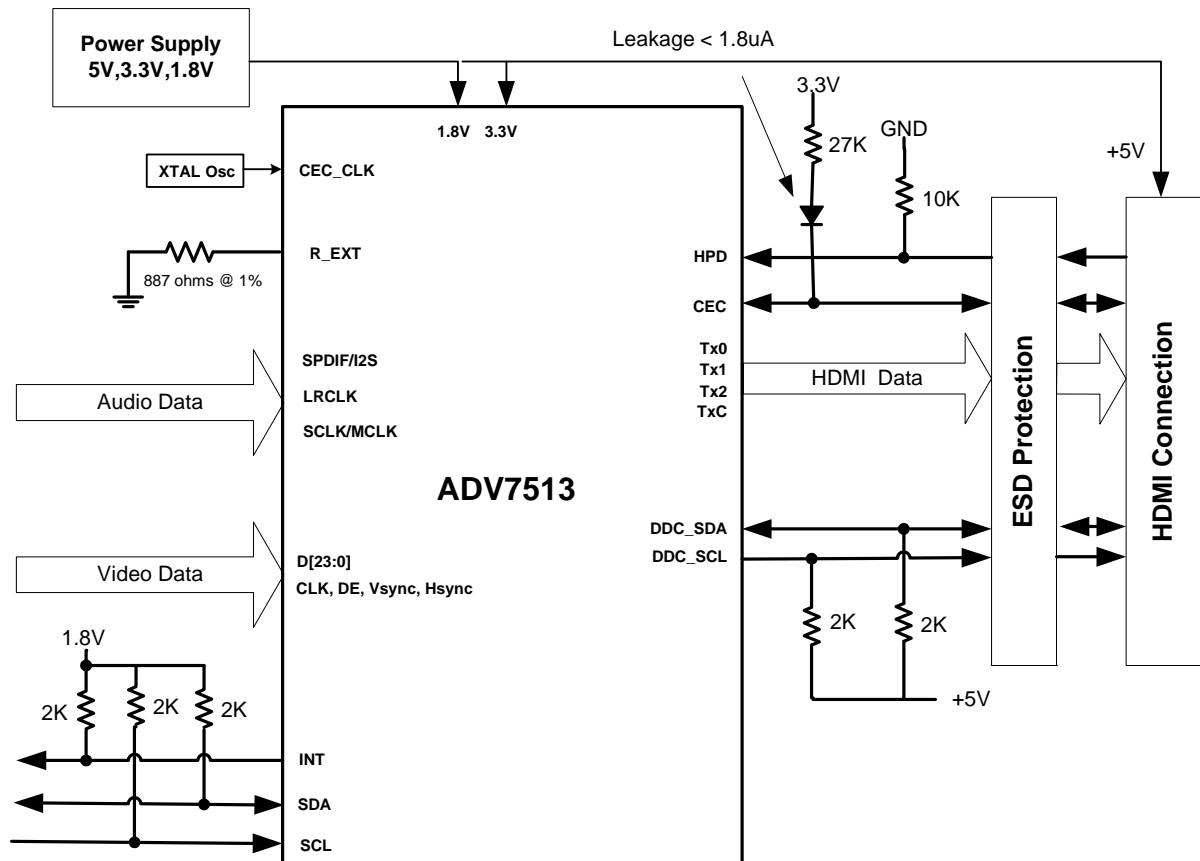 Power Supply
5V,3.3V,1.8V
Leakage < 1.8uA
1.8V 3.3V
3.3V
27K
GND
10K
+5V
XTAL Osc
CEC_CLK
R_EXT
887 ohms @ 1%
HPD
CEC
SPDIF/I2S
LRCLK
SCLK/MCLK
Audio Data
Tx0
Tx1
Tx2
TxC
HDMI Data
ESD Protection
HDMI Connection
ADV7513
DDC_SDA
DDC_SCL
D[23:0]
CLK, DE, Vsync, Hsync
Video Data
2K
2K
+5V
1.8V
2K
2K
2K
INT
SDA
SCL